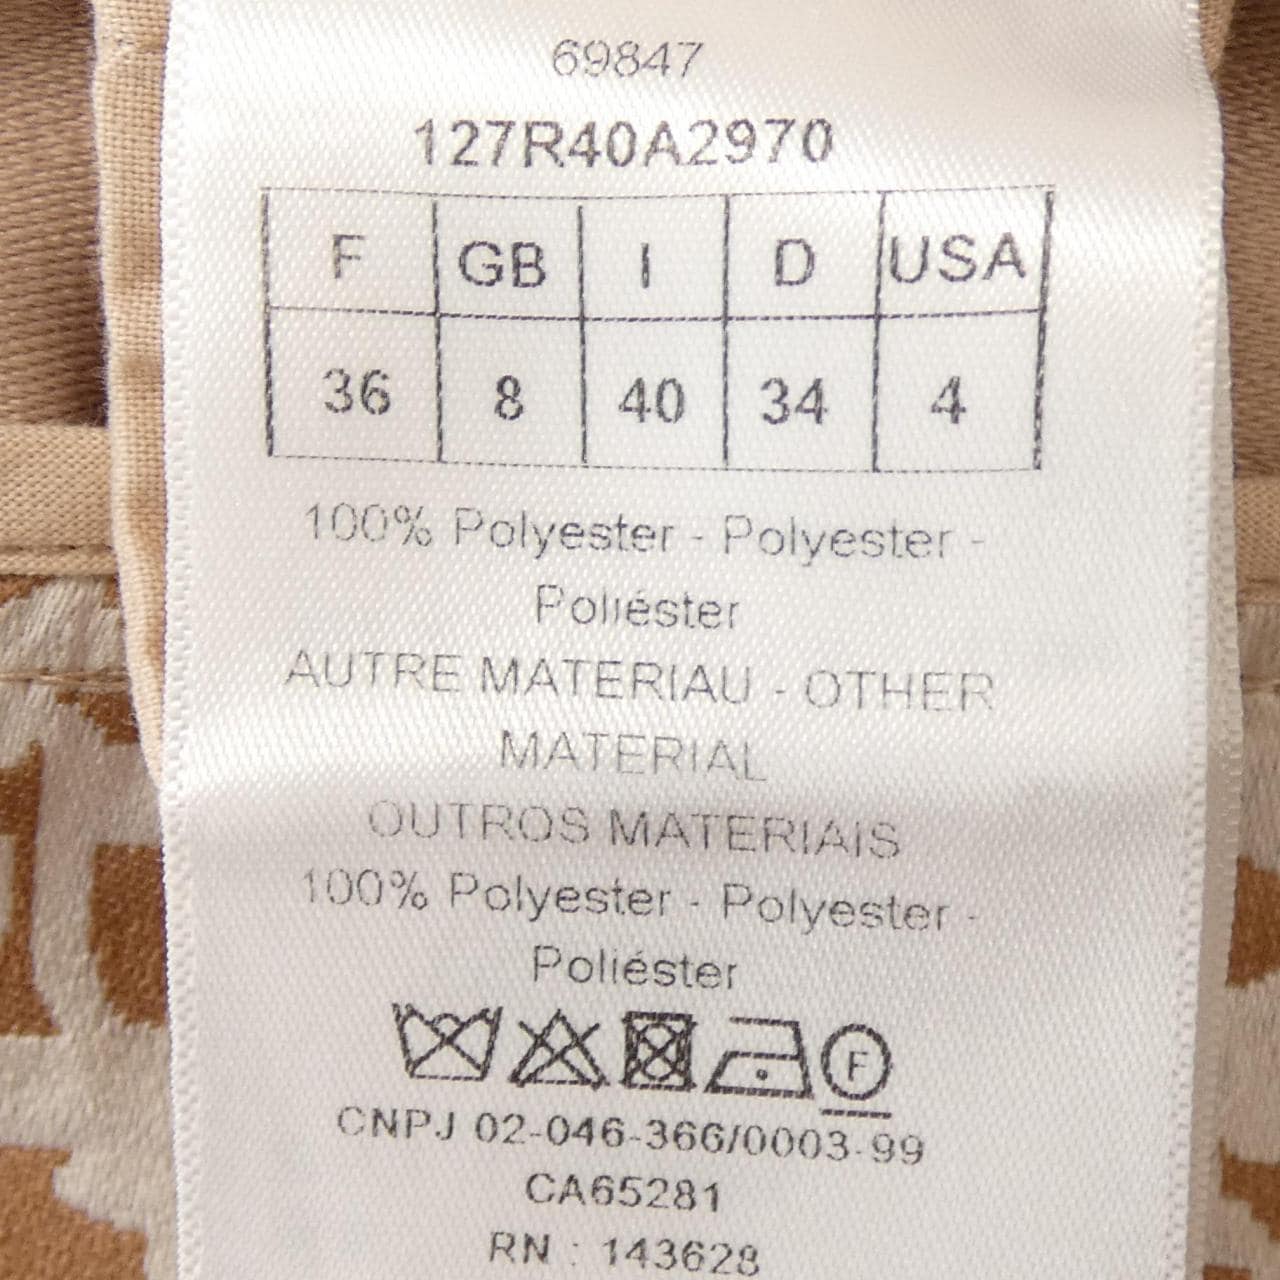 69847
127R40A2970
F GB I D USA
36 8 40 34 4
100% Polyester - Polyester -
Poliéster
AUTRE MATERIAU - OTHER
MATERIAL
OUTROS MATERIAIS
100% Polyester - Polyester -
Poliéster
F
CNPJ 02-046-366/0003-99
CA65281
RN : 143628